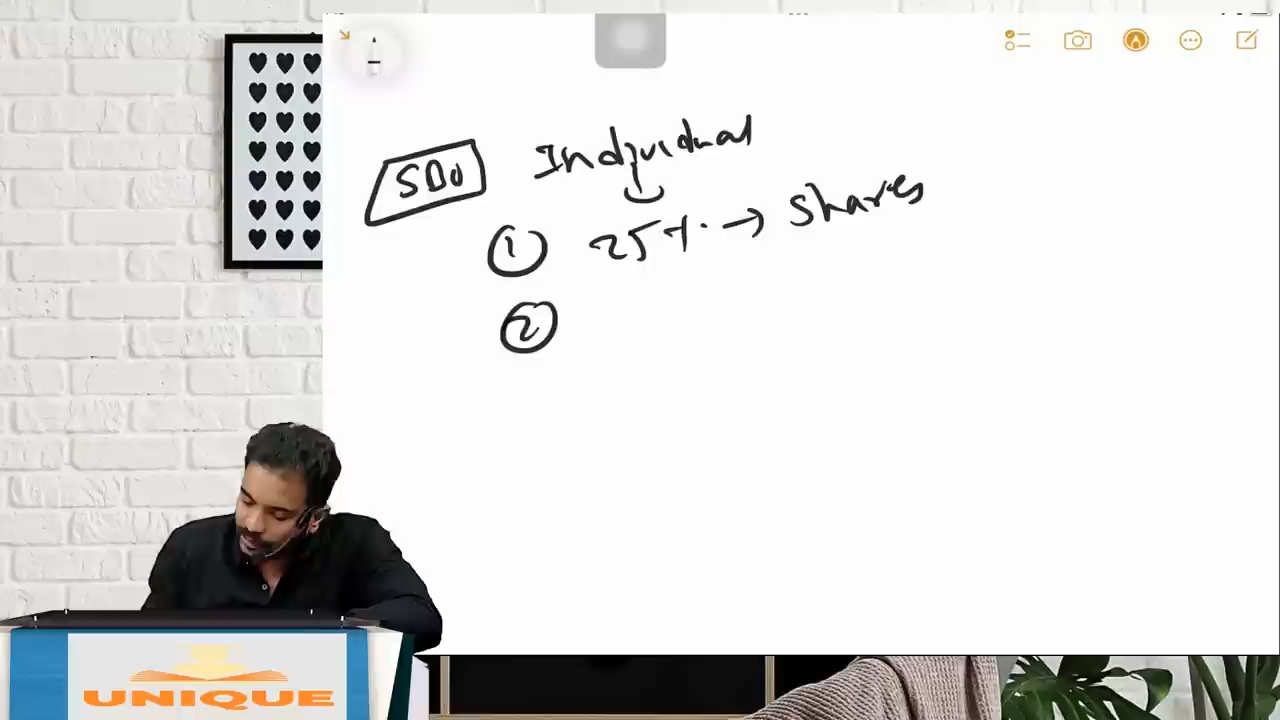 SBO Individual
① 25% → shares
②
UNIQUE